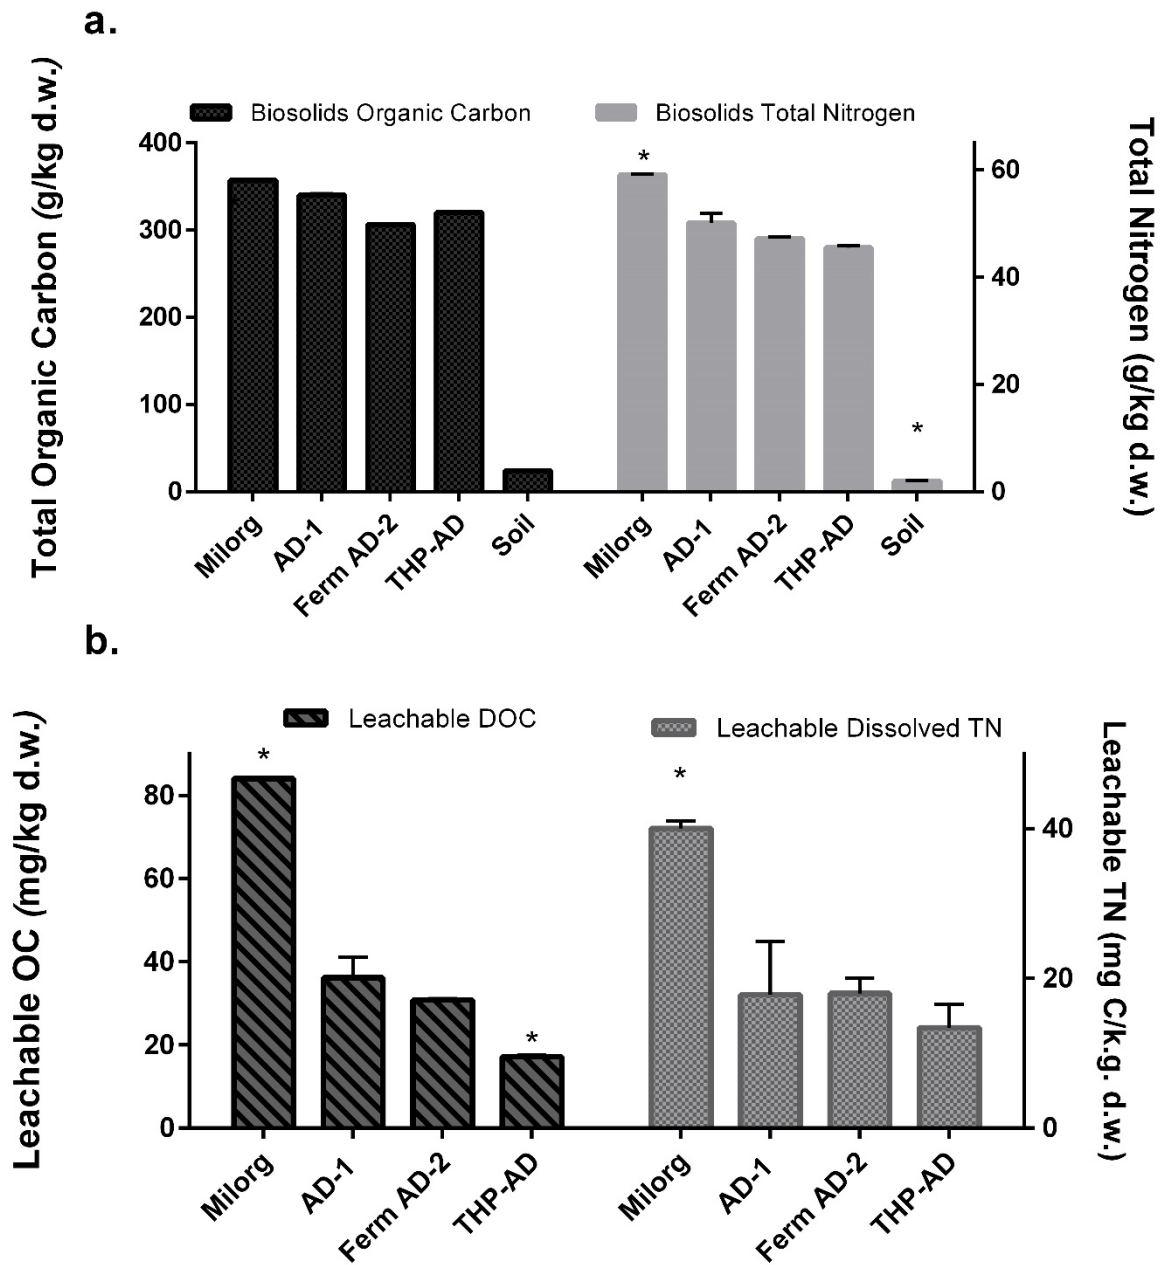 a.
Total Organic Carbon (g/kg d.w.)
Biosolids Organic Carbon
Biosolids Total Nitrogen
400
300
200
100
0
*
*
60
40
20
0
Total Nitrogen (g/kg d.w.)
Milorg
AD-1
Ferm AD-2
THP-AD
Soil
Milorg
AD-1
Ferm AD-2
THP-AD
Soil
b.
Leachable OC (mg/kg d.w.)
Leachable DOC
Leachable Dissolved TN
80
60
40
20
0
*
*
*
40
20
0
Leachable TN (mg C/k.g. d.w.)
Milorg
AD-1
Ferm AD-2
THP-AD
Milorg
AD-1
Ferm AD-2
THP-AD